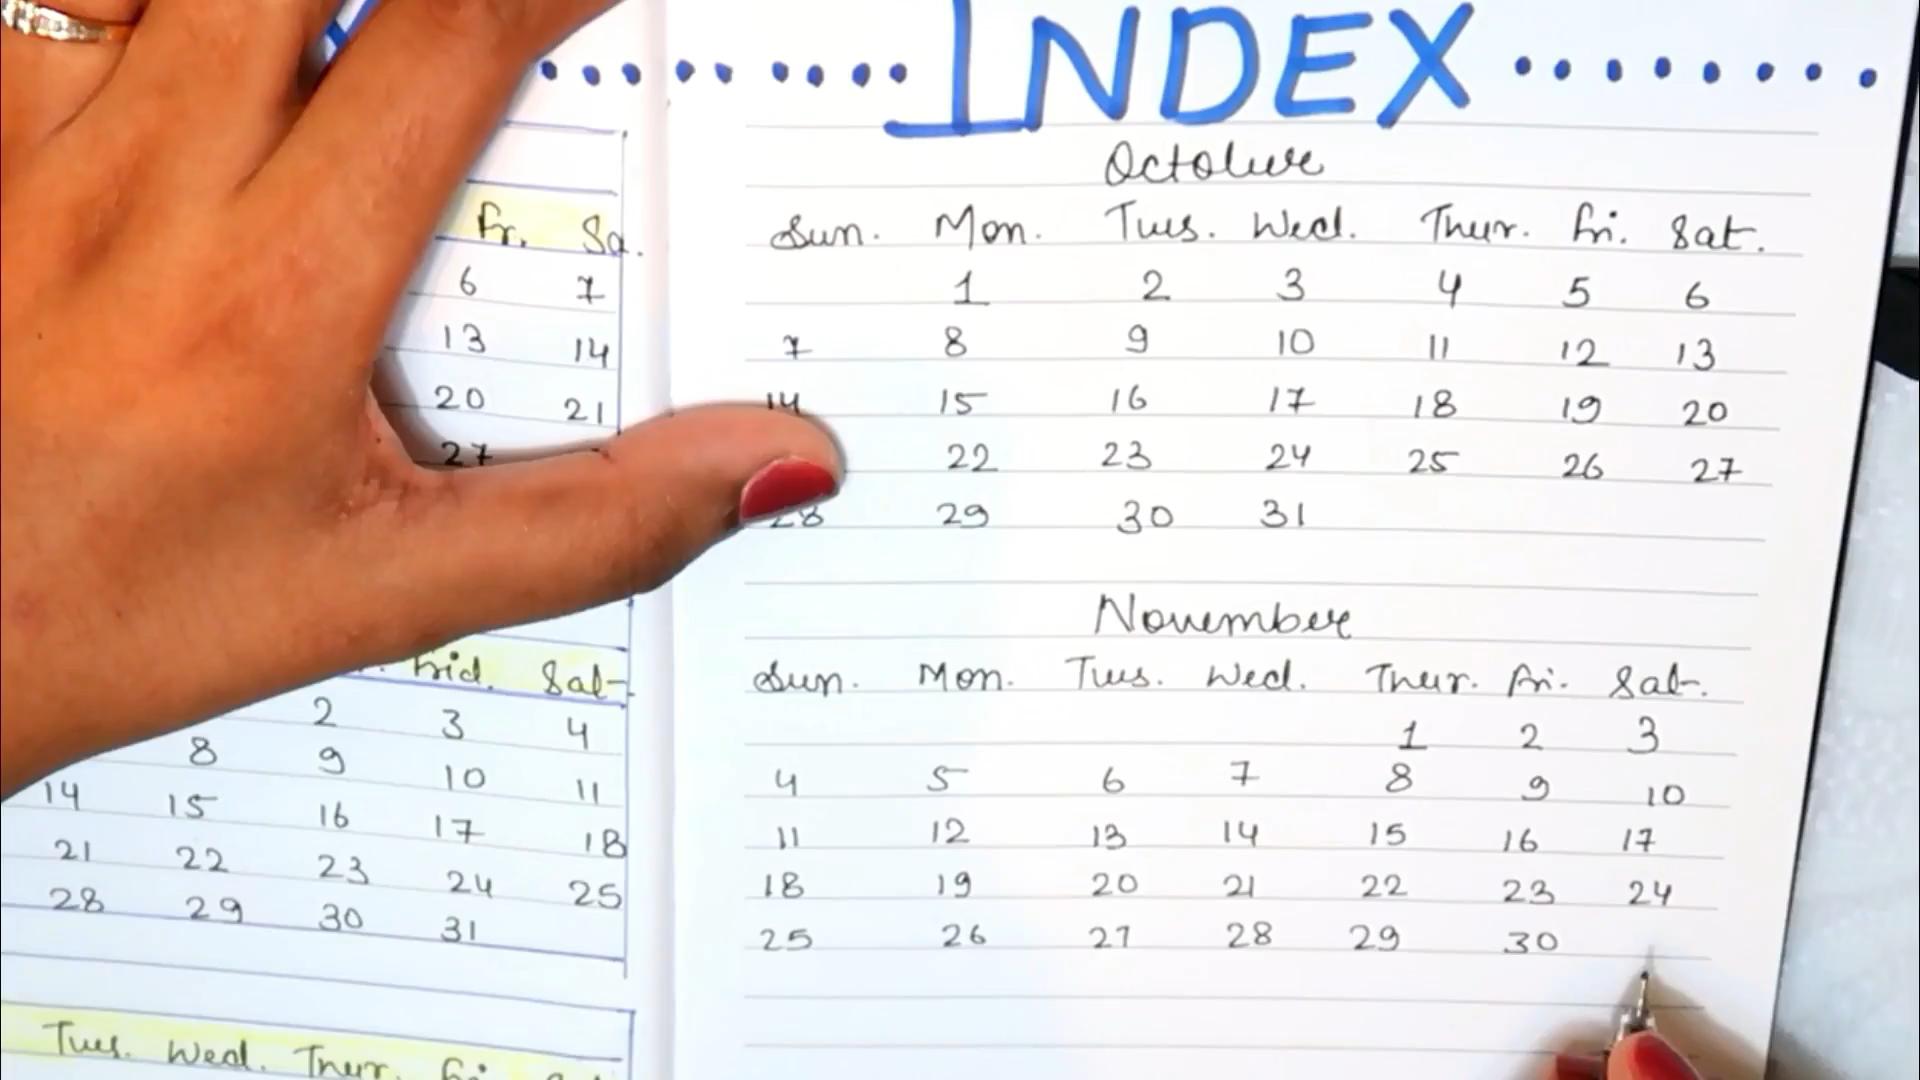 INDEX
October
Sun. Mon. Tues. Wed. Thur. Fri. Sat.
1 2 3 4 5 6
7 8 9 10 11 12 13
14 15 16 17 18 19 20
22 23 24 25 26 27
28 29 30 31
November
Sun. Mon. Tues. Wed. Thur. Fri. Sat.
1 2 3
4 5 6 7 8 9 10
11 12 13 14 15 16 17
18 19 20 21 22 23 24
25 26 27 28 29 30
Fr. Sa.
6 7
13 14
20 21
27
Frid. Sat.
2 3 4
8 9 10 11
14 15 16 17 18
21 22 23 24 25
28 29 30 31
Tues. Wed. Thur. Fri.